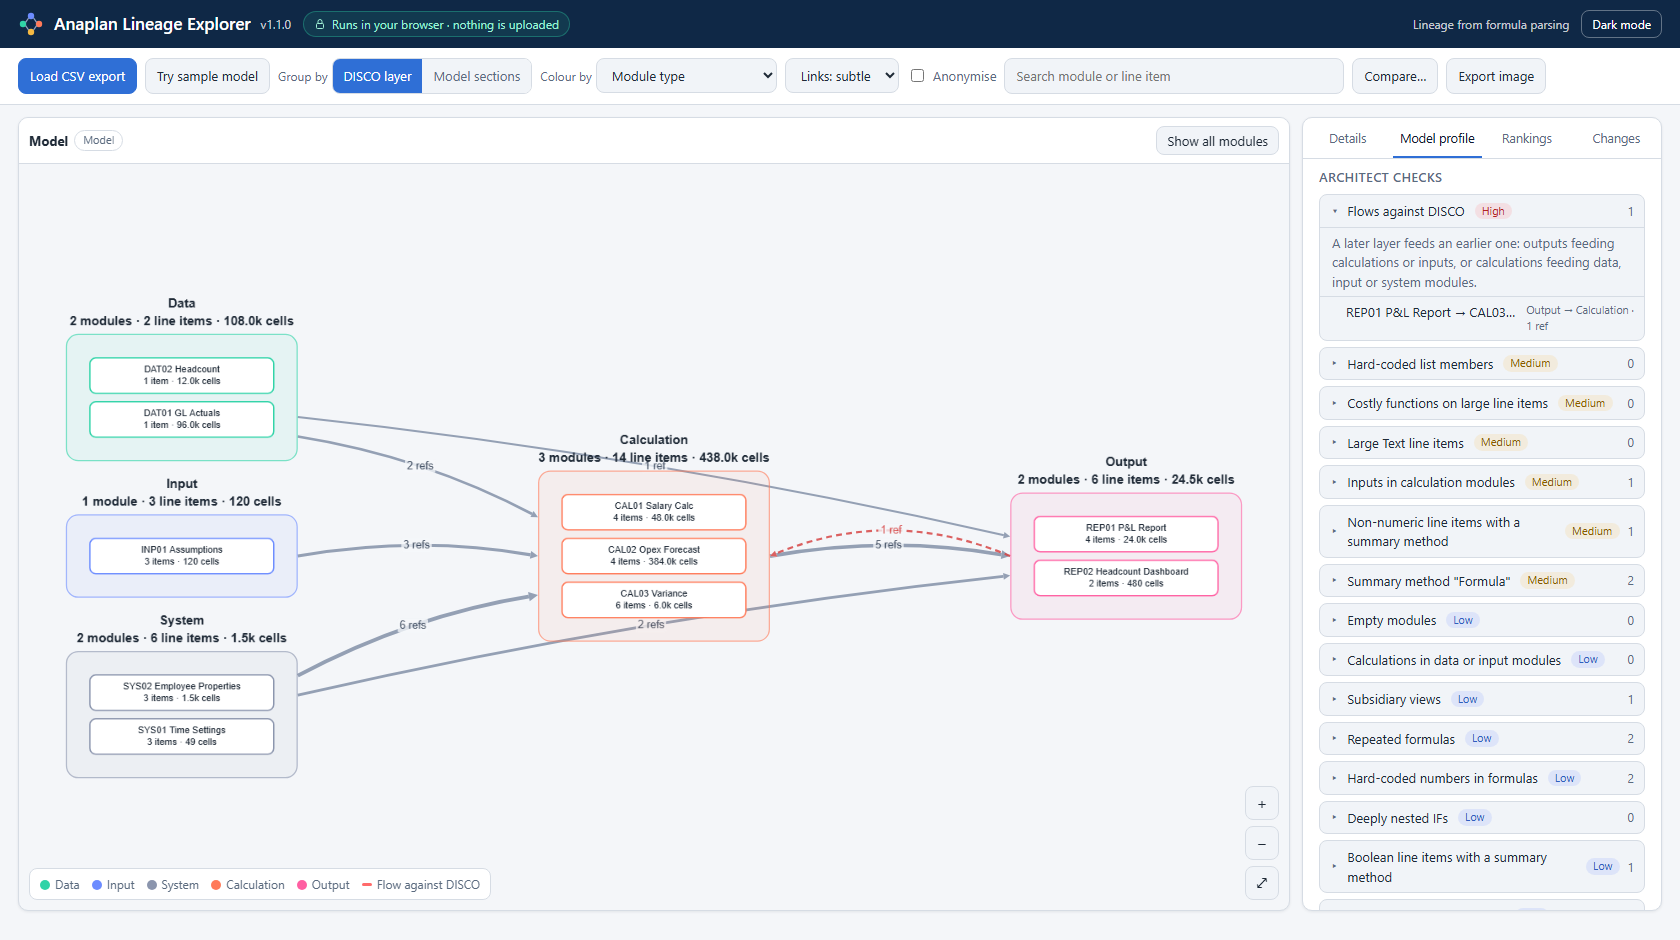 Anaplan Lineage Explorer v1.1.0
Runs in your browser · nothing is uploaded
Lineage from formula parsing
Dark mode
Load CSV export
Try sample model
Group by
DISCO layer
Model sections
Colour by
Module type
Links: subtle
Anonymise
Search module or line item
Compare...
Export image
Model
Model
Show all modules
Data
2 modules · 2 line items · 108.0k cells
DAT02 Headcount
1 item · 12.0k cells
DAT01 GL Actuals
1 item · 96.0k cells
Input
1 module · 3 line items · 120 cells
INP01 Assumptions
3 items · 120 cells
System
2 modules · 6 line items · 1.5k cells
SYS02 Employee Properties
3 items · 1.5k cells
SYS01 Time Settings
3 items · 49 cells
2 refs
3 refs
6 refs
Calculation
3 modules · 14 line items · 438.0k cells
1 ref
CAL01 Salary Calc
4 items · 48.0k cells
CAL02 Opex Forecast
4 items · 384.0k cells
CAL03 Variance
6 items · 6.0k cells
2 refs
1 ref
5 refs
Output
2 modules · 6 line items · 24.5k cells
REP01 P&L Report
4 items · 24.0k cells
REP02 Headcount Dashboard
2 items · 480 cells
+
−
Data
Input
System
Calculation
Output
Flow against DISCO
Details
Model profile
Rankings
Changes
ARCHITECT CHECKS
Flows against DISCO High 1
A later layer feeds an earlier one: outputs feeding
calculations or inputs, or calculations feeding data,
input or system modules.
REP01 P&L Report → CAL03...
Output → Calculation ·
1 ref
Hard-coded list members Medium 0
Costly functions on large line items Medium 0
Large Text line items Medium 0
Inputs in calculation modules Medium 1
Non-numeric line items with a
summary method Medium 1
Summary method "Formula" Medium 2
Empty modules Low 0
Calculations in data or input modules Low 0
Subsidiary views Low 1
Repeated formulas Low 2
Hard-coded numbers in formulas Low 2
Deeply nested IFs Low 0
Boolean line items with a summary
method Low 1